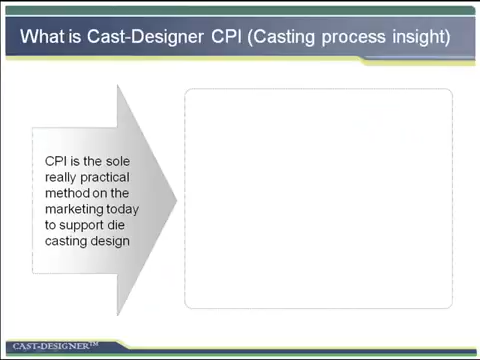 What is Cast-Designer CPI (Casting process insight)
CPI is the sole
really practical
method on the
marketing today
to support die
casting design
CAST-DESIGNER™